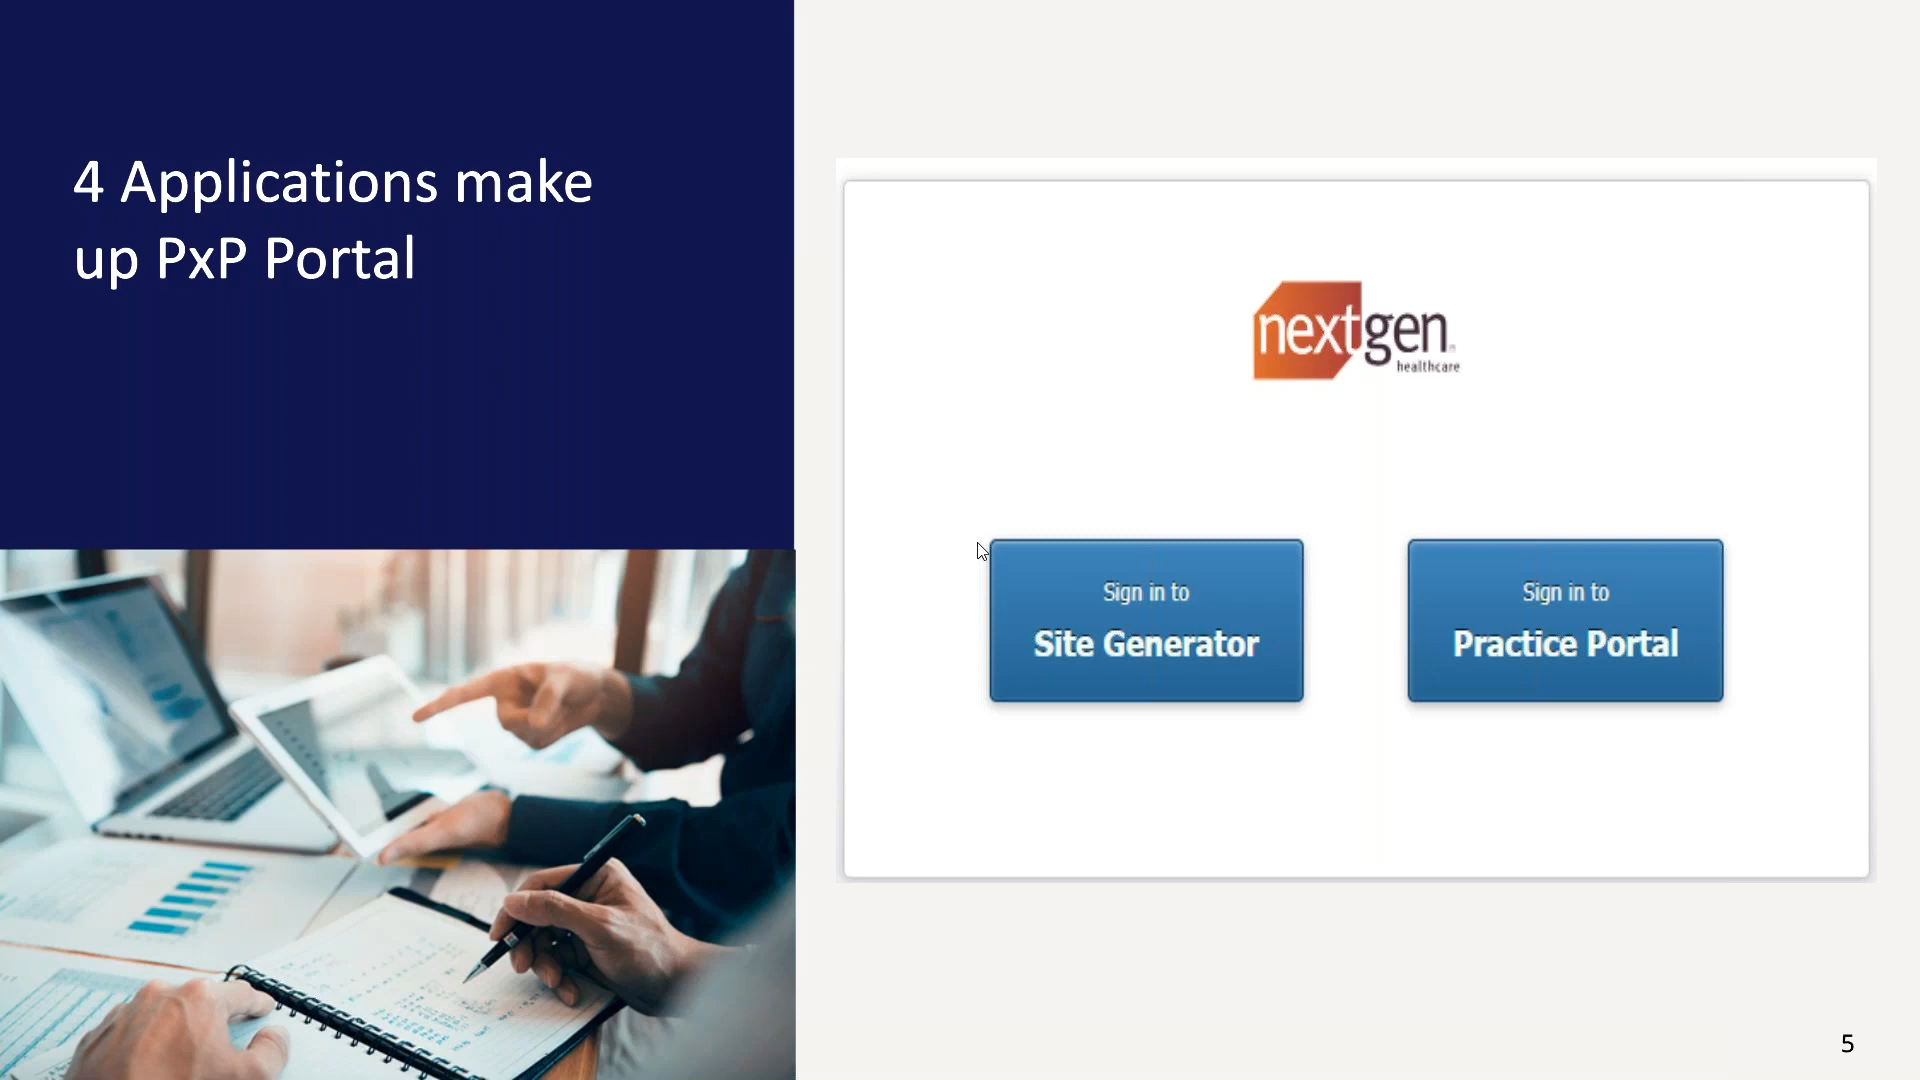 4 Applications make
up PxP Portal
nextgen
healthcare
Sign in to
Site Generator
Sign in to
Practice Portal
5